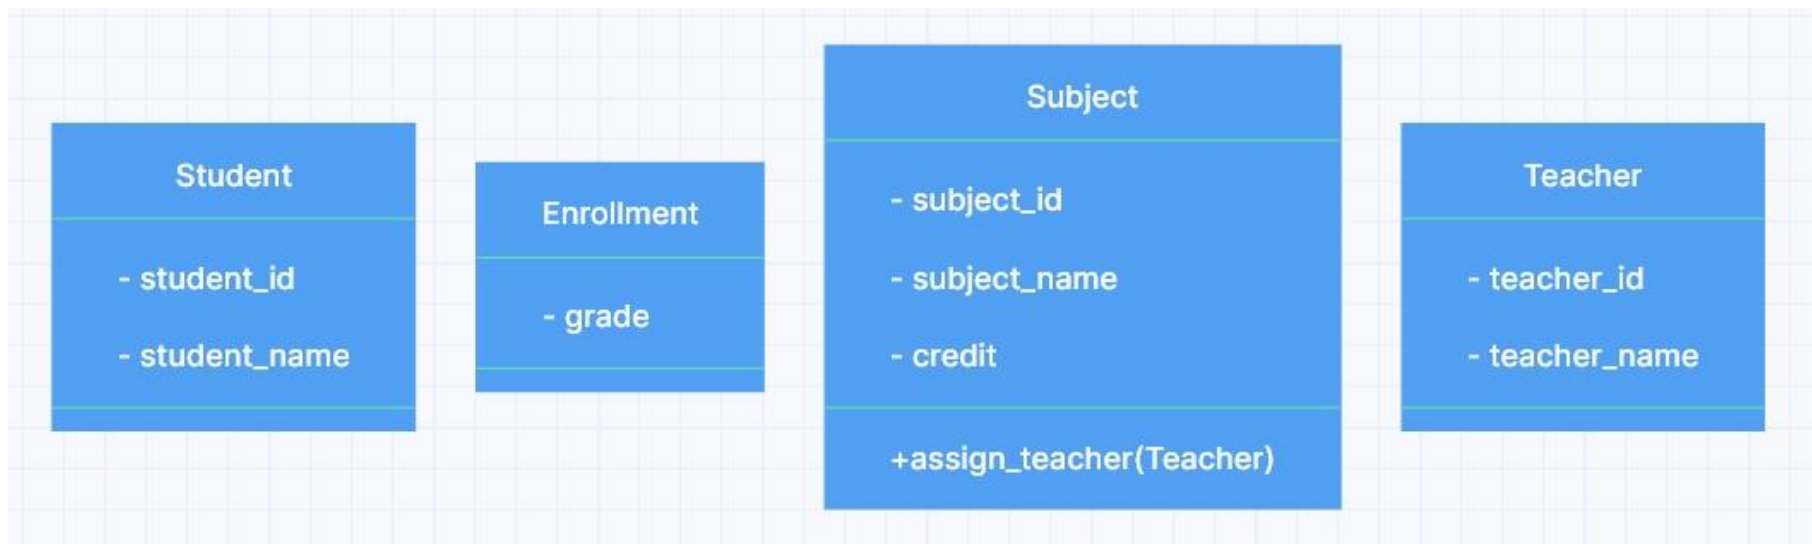 Student
- student_id
- student_name
Enrollment
- grade
Subject
- subject_id
- subject_name
- credit
+assign_teacher(Teacher)
Teacher
- teacher_id
- teacher_name